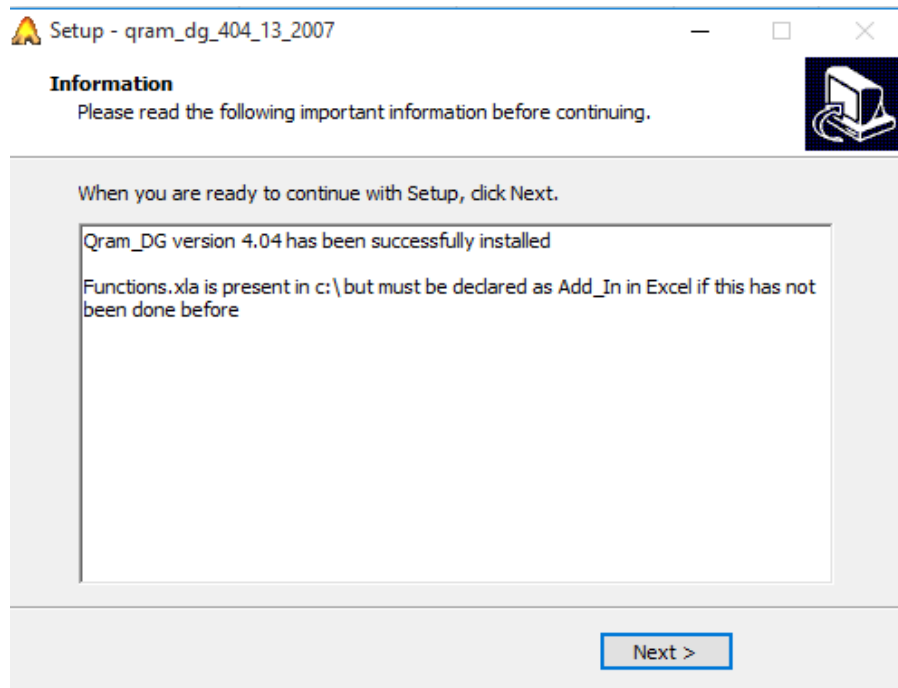 Setup - qram_dg_404_13_2007
Information
Please read the following important information before continuing.
When you are ready to continue with Setup, click Next.
Qram_DG version 4.04 has been successfully installed
Functions.xla is present in c:\ but must be declared as Add_In in Excel if this has not
been done before
Next >